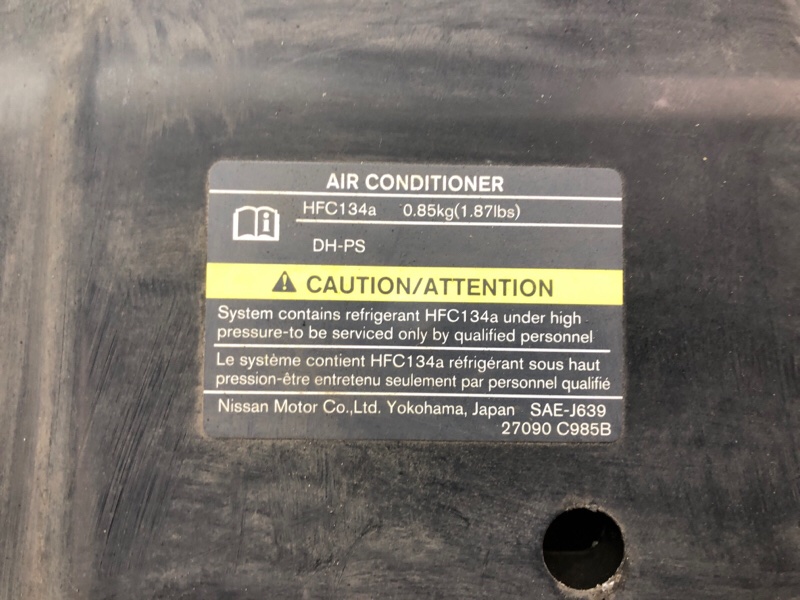 AIR CONDITIONER
HFC134a 0.85kg(1.87lbs)
DH-PS
CAUTION/ATTENTION
System contains refrigerant HFC134a under high
pressure-to be serviced only by qualified personnel
Le système contient HFC134a réfrigérant sous haut
pression-être entretenu seulement par personnel qualifié
Nissan Motor Co.,Ltd. Yokohama, Japan SAE-J639
27090 C985B